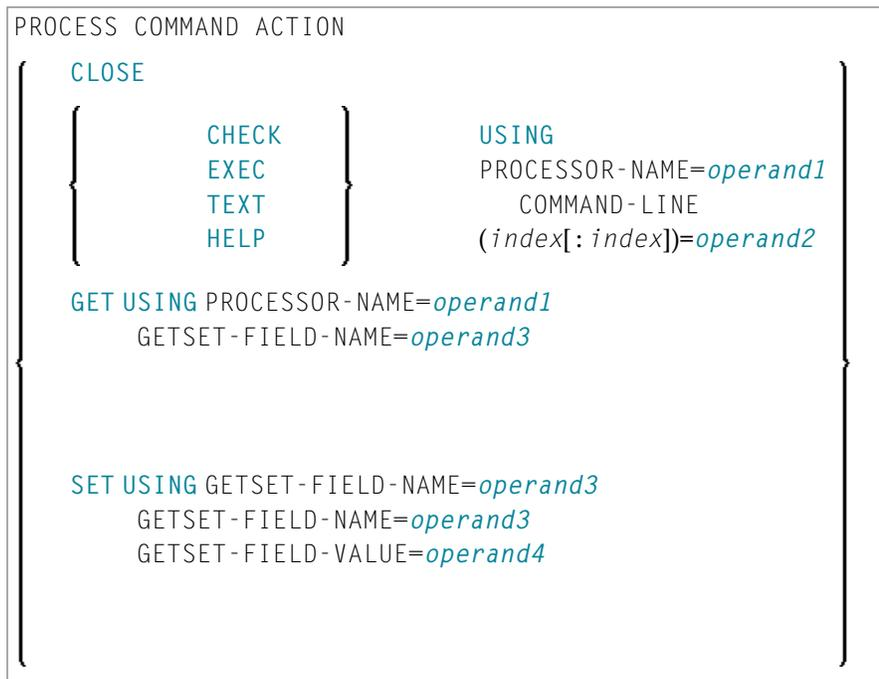 PROCESS COMMAND ACTION
CLOSE
CHECK
EXEC
TEXT
HELP
USING
PROCESSOR-NAME=operand1
COMMAND-LINE
(index[:index])=operand2
GET USING PROCESSOR-NAME=operand1
GETSET-FIELD-NAME=operand3
SET USING GETSET-FIELD-NAME=operand3
GETSET-FIELD-NAME=operand3
GETSET-FIELD-VALUE=operand4